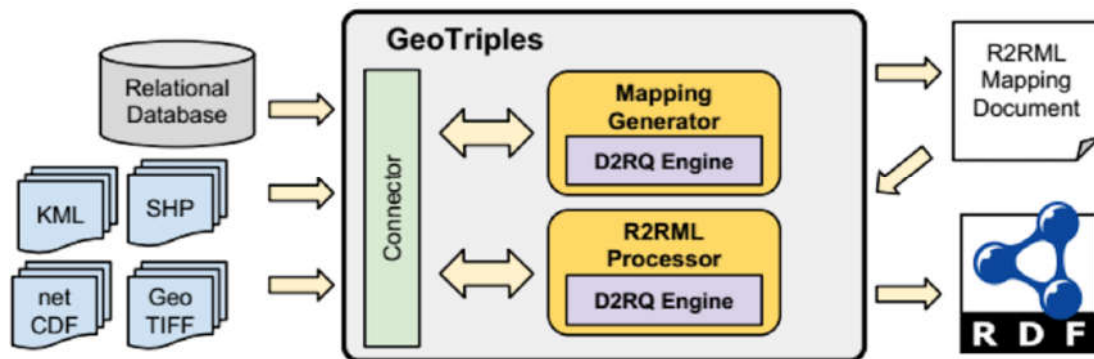 GeoTriples
Relational
Database
KML
SHP
net
CDF
Geo
TIFF
Connector
Mapping
Generator
D2RQ Engine
R2RML
Processor
D2RQ Engine
R2RML
Mapping
Document
RDF